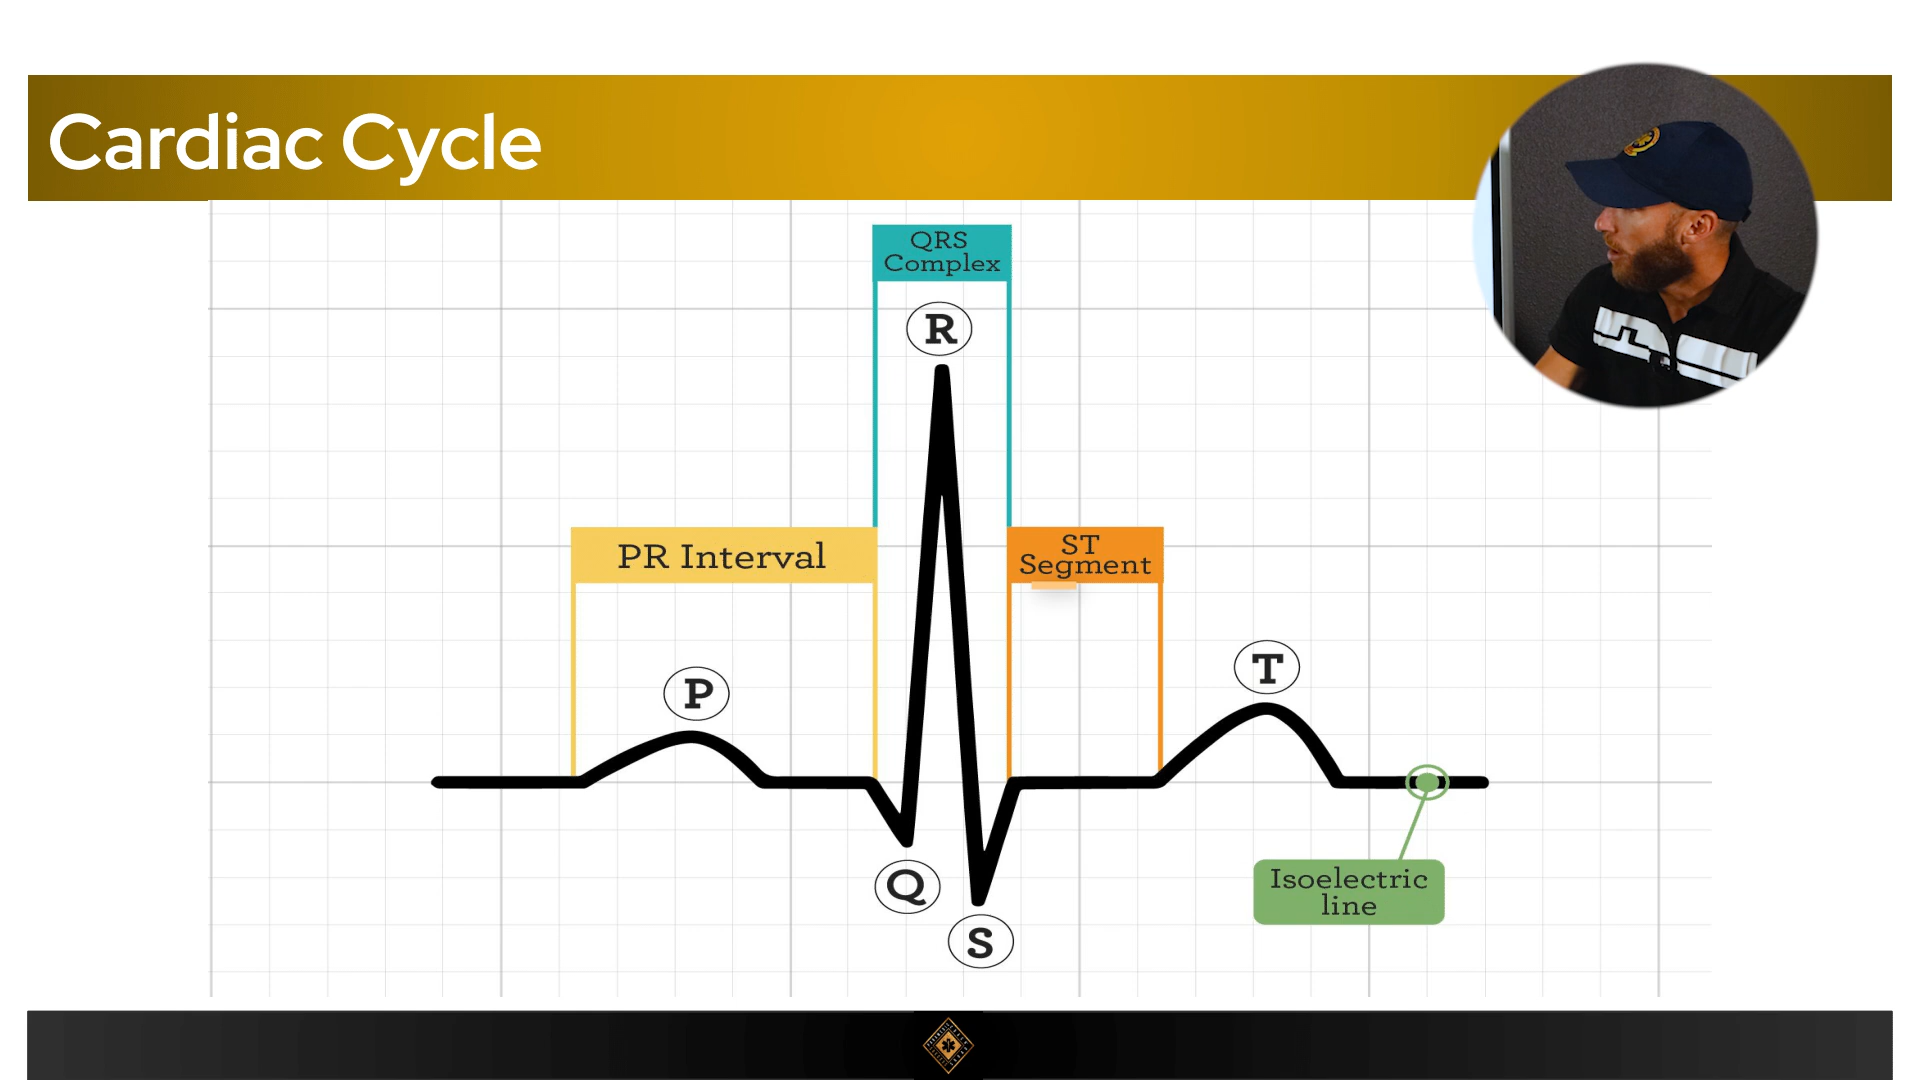 Cardiac Cycle
QRS
Complex
R
PR Interval
ST
Segment
P
T
Q
S
Isoelectric
line